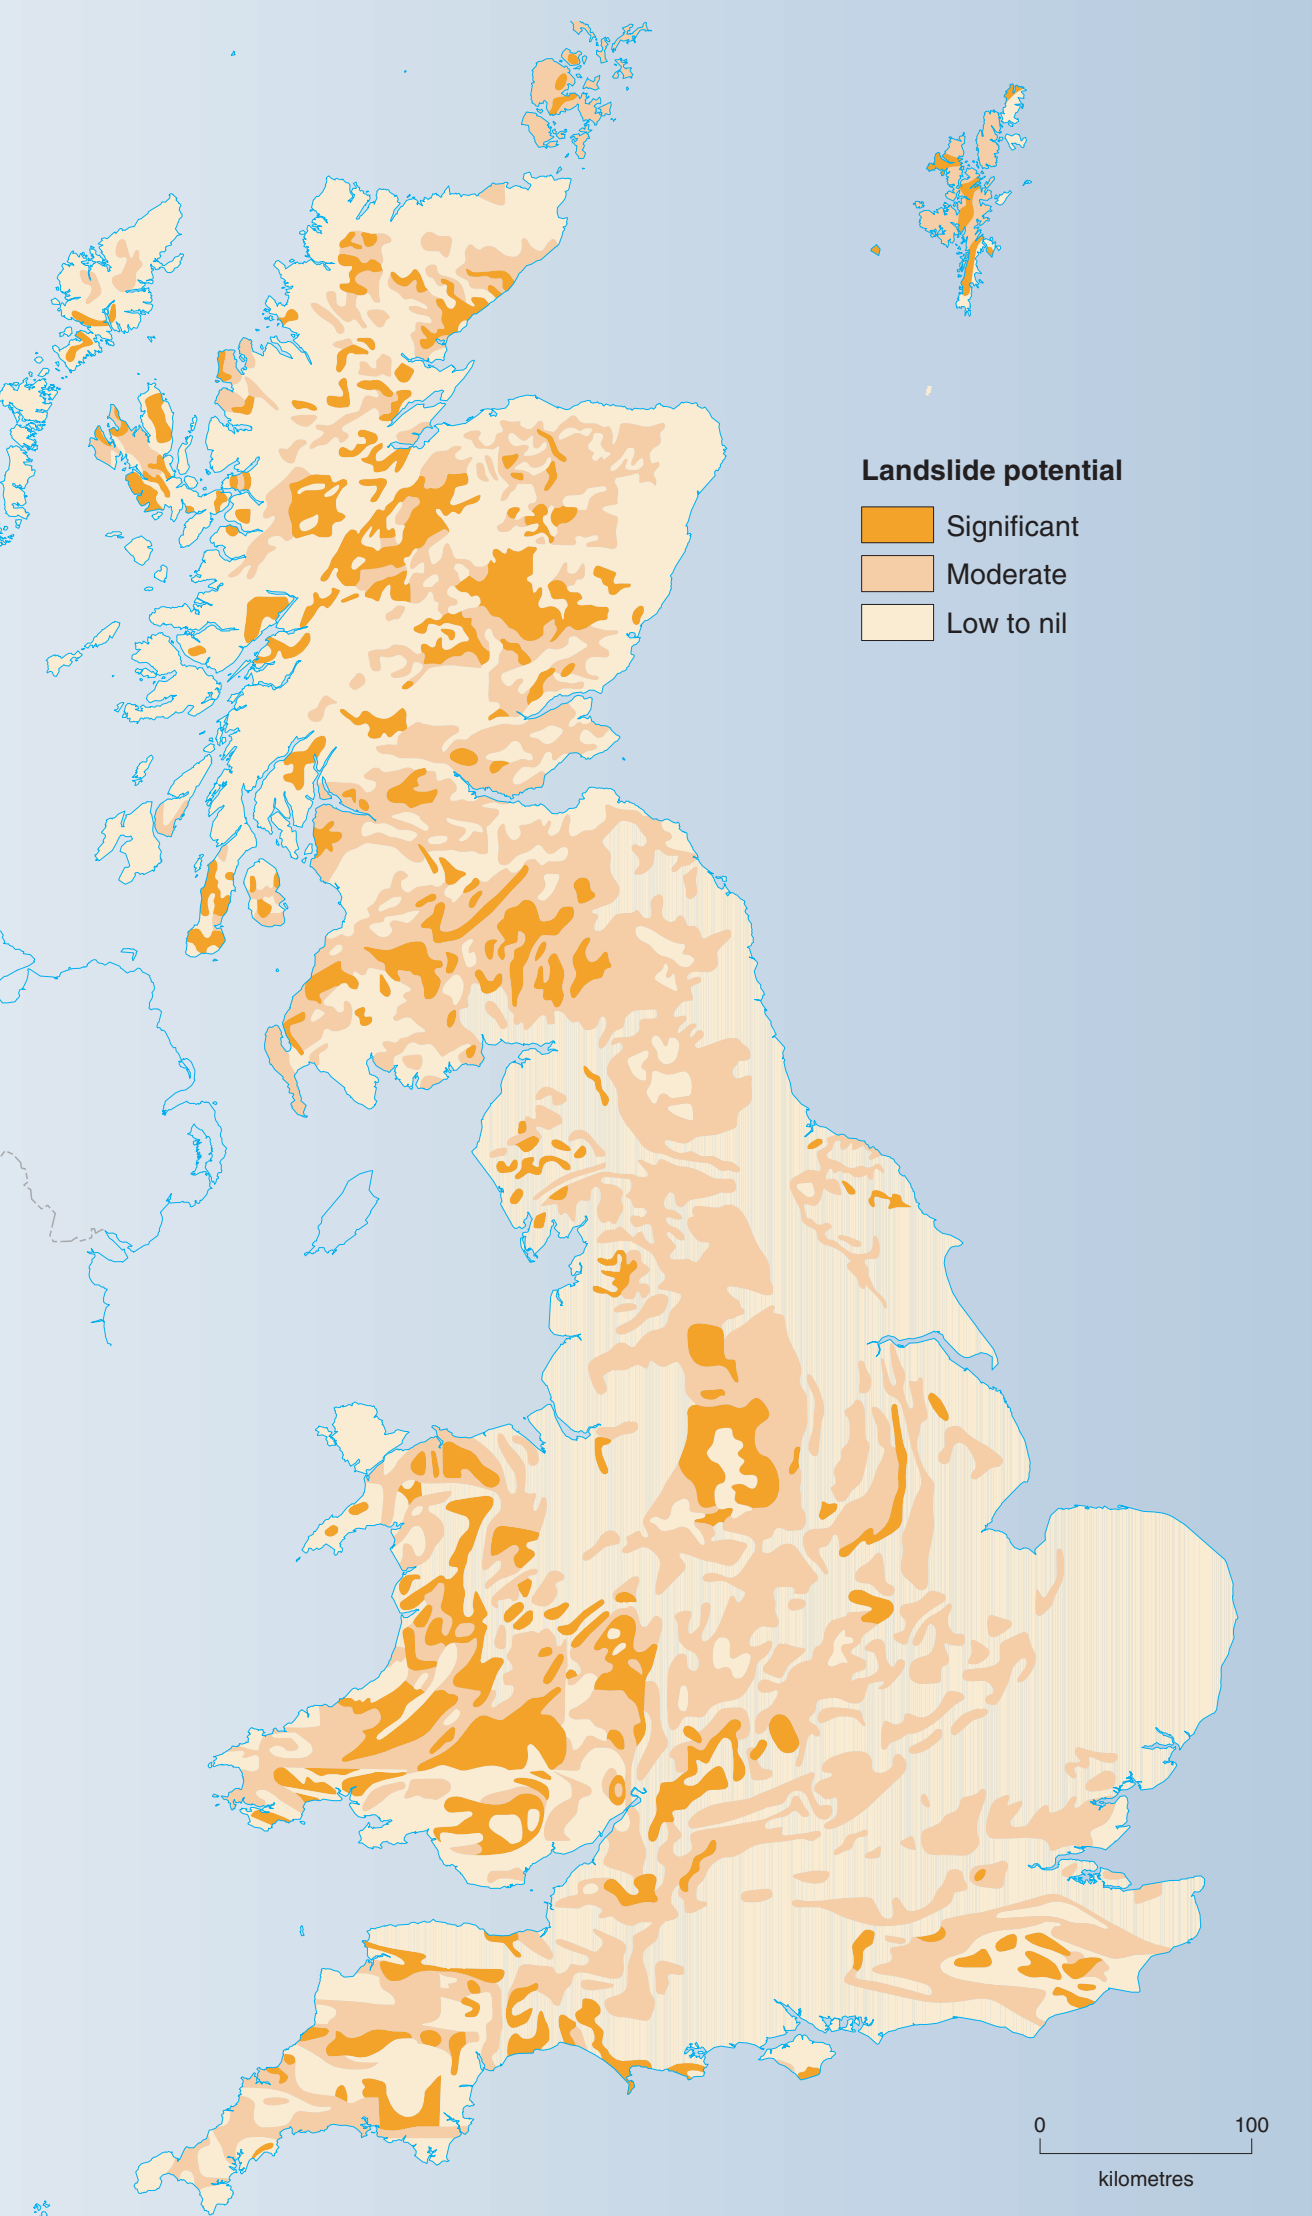 Landslide potential
Significant
Moderate
Low to nil
0 100
kilometres